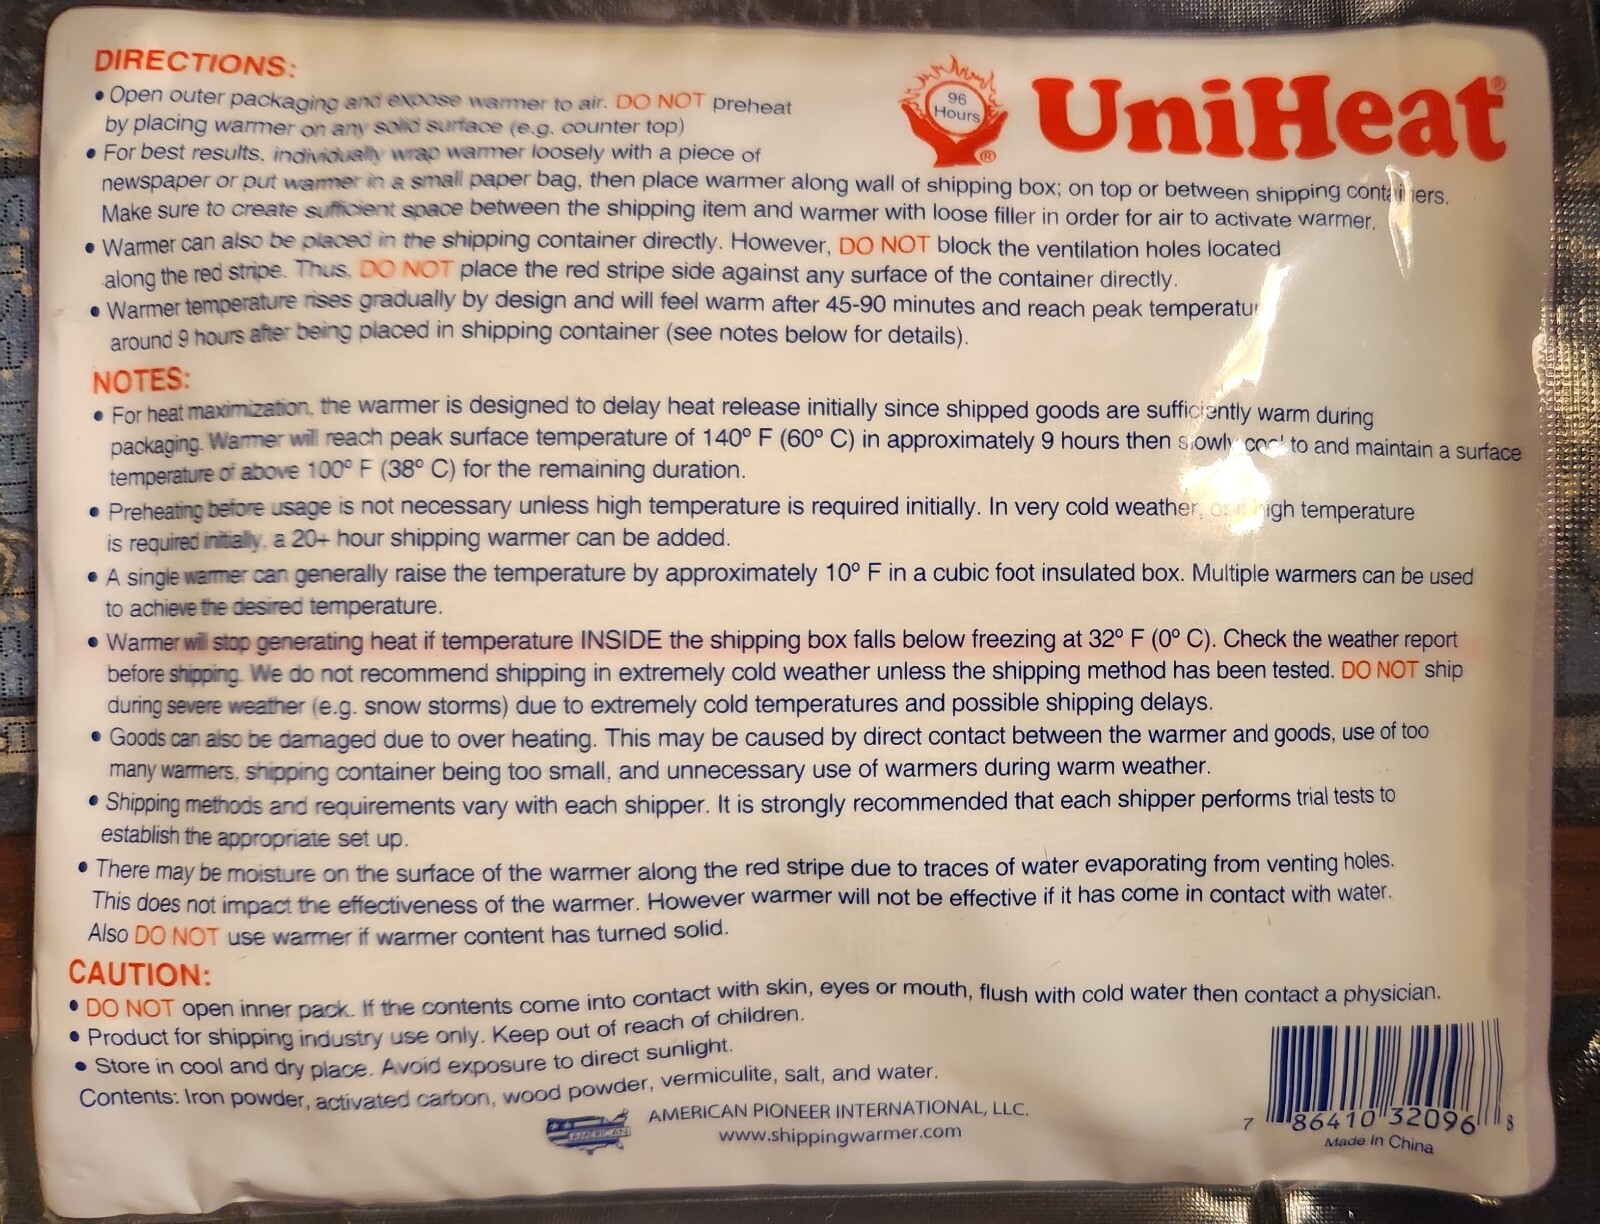 DIRECTIONS:
• Open outer packaging and expose warmer to air. DO NOT preheat
by placing warmer on any solid surface (e.g. counter top)
96
Hours
®
UniHeat®
• For best results, individually wrap warmer loosely with a piece of
newspaper or put warmer in a small paper bag, then place warmer along wall of shipping box; on top or between shipping containers.
Make sure to create sufficient space between the shipping item and warmer with loose filler in order for air to activate warmer.
• Warmer can also be placed in the shipping container directly. However, DO NOT block the ventilation holes located
along the red stripe. Thus, DO NOT place the red stripe side against any surface of the container directly.
• Warmer temperature rises gradually by design and will feel warm after 45-90 minutes and reach peak temperatur
around 9 hours after being placed in shipping container (see notes below for details).
NOTES:
• For heat maximization, the warmer is designed to delay heat release initially since shipped goods are sufficiently warm during
packaging. Warmer will reach peak surface temperature of 140º F (60º C) in approximately 9 hours then slowly cool to and maintain a surface
temperature of above 100º F (38º C) for the remaining duration.
• Preheating before usage is not necessary unless high temperature is required initially. In very cold weather, or if high temperature
is required initially, a 20+ hour shipping warmer can be added.
• A single warmer can generally raise the temperature by approximately 10º F in a cubic foot insulated box. Multiple warmers can be used
to achieve the desired temperature.
• Warmer will stop generating heat if temperature INSIDE the shipping box falls below freezing at 32º F (0º C). Check the weather report
before shipping. We do not recommend shipping in extremely cold weather unless the shipping method has been tested. DO NOT ship
during severe weather (e.g. snow storms) due to extremely cold temperatures and possible shipping delays.
• Goods can also be damaged due to over heating. This may be caused by direct contact between the warmer and goods, use of too
many warmers, shipping container being too small, and unnecessary use of warmers during warm weather.
• Shipping methods and requirements vary with each shipper. It is strongly recommended that each shipper performs trial tests to
establish the appropriate set up.
• There may be moisture on the surface of the warmer along the red stripe due to traces of water evaporating from venting holes.
This does not impact the effectiveness of the warmer. However warmer will not be effective if it has come in contact with water.
Also DO NOT use warmer if warmer content has turned solid.
CAUTION:
• DO NOT open inner pack. If the contents come into contact with skin, eyes or mouth, flush with cold water then contact a physician.
• Product for shipping industry use only. Keep out of reach of children.
• Store in cool and dry place. Avoid exposure to direct sunlight.
Contents: Iron powder, activated carbon, wood powder, vermiculite, salt, and water.
AMERICAN
AMERICAN PIONEER INTERNATIONAL, LLC.
www.shippingwarmer.com
7 86410 32096 8
Made In China